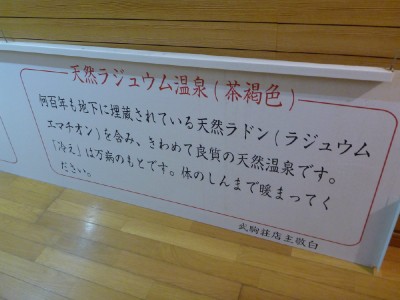 天然ラジュウム温泉(茶褐色)
何百年も地下に埋蔵されている天然ラドン(ラジュウム
エマチオン)を含み、きわめて良質の天然温泉です。
「冷え」は万病のもとです。体のしんまで暖まってく
ださい。
武駒荘店主敬白